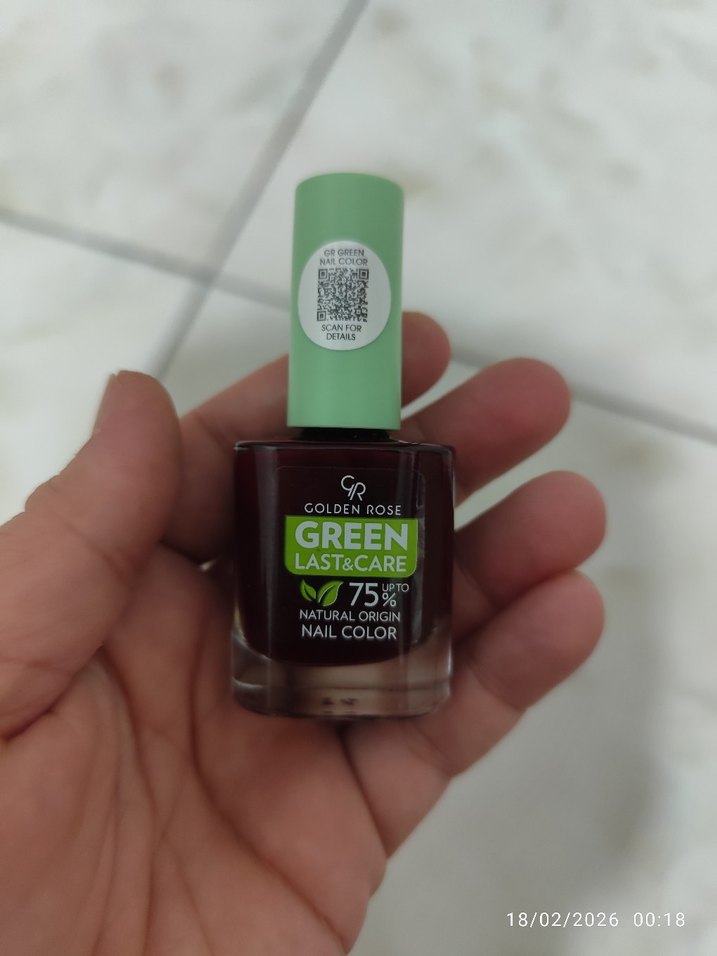 GR GREEN
NAIL COLOR
SCAN FOR
DETAILS
GR
GOLDEN ROSE
GREEN
LAST&CARE
75% UP TO
NATURAL ORIGIN
NAIL COLOR
18/02/2026 00:18